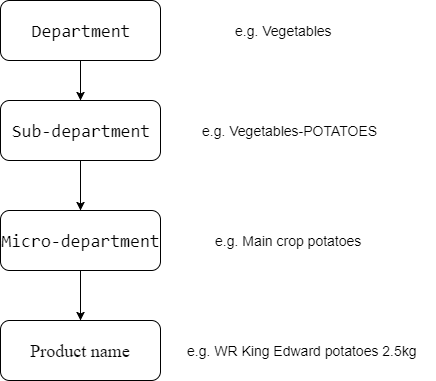 Department
e.g. Vegetables
Sub-department
e.g. Vegetables-POTATOES
Micro-department
e.g. Main crop potatoes
Product name
e.g. WR King Edward potatoes 2.5kg